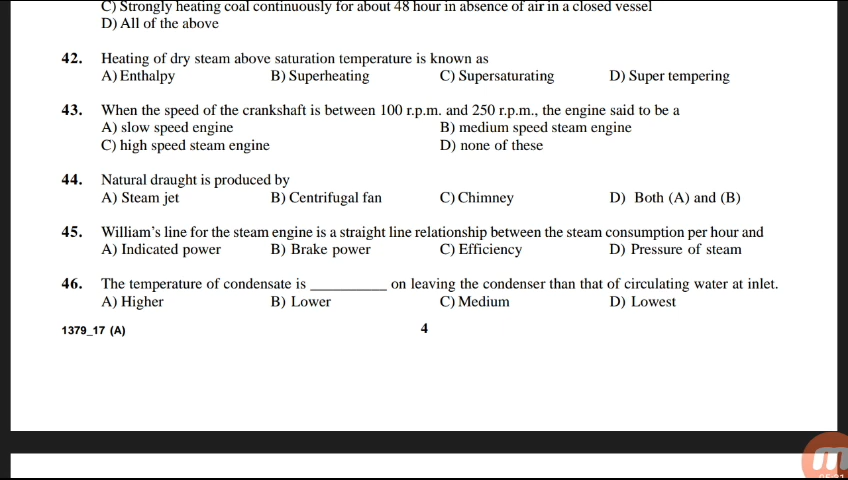 C) Strongly heating coal continuously for about 48 hour in absence of air in a closed vessel
D) All of the above
42. Heating of dry steam above saturation temperature is known as
A) Enthalpy B) Superheating C) Supersaturating D) Super tempering
43. When the speed of the crankshaft is between 100 r.p.m. and 250 r.p.m., the engine said to be a
A) slow speed engine B) medium speed steam engine
C) high speed steam engine D) none of these
44. Natural draught is produced by
A) Steam jet B) Centrifugal fan C) Chimney D) Both (A) and (B)
45. William's line for the steam engine is a straight line relationship between the steam consumption per hour and
A) Indicated power B) Brake power C) Efficiency D) Pressure of steam
46. The temperature of condensate is __________ on leaving the condenser than that of circulating water at inlet.
A) Higher B) Lower C) Medium D) Lowest
1379_17 (A) 4